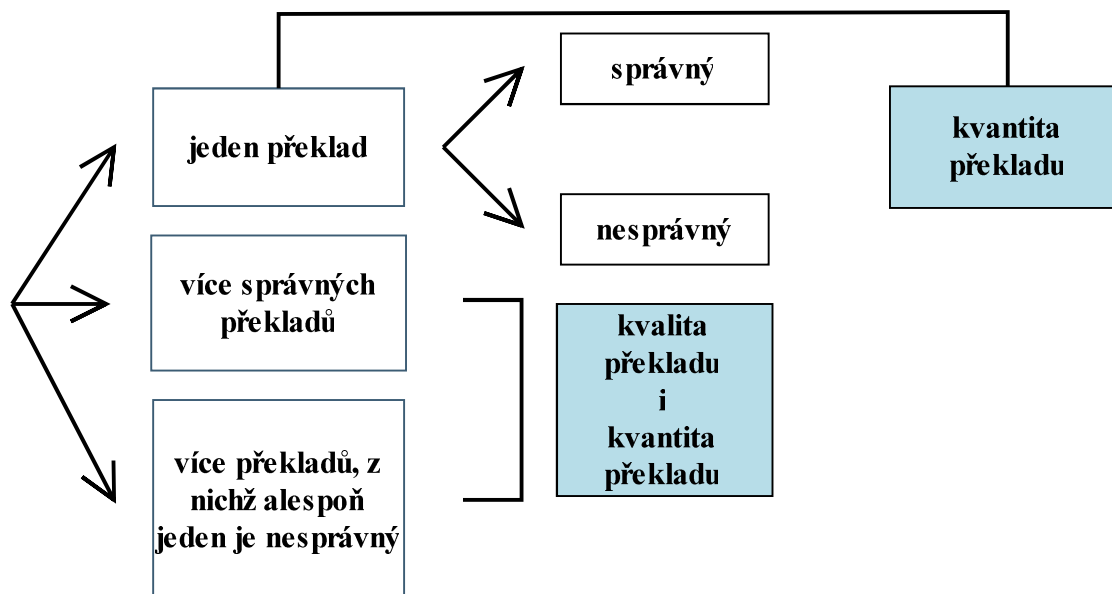 správný
jeden překlad
kvantita
překladu
nesprávný
více správných
překladů
kvalita
překladu
i
kvantita
překladu
více překladů, z
nichž alespoň
jeden je nesprávný